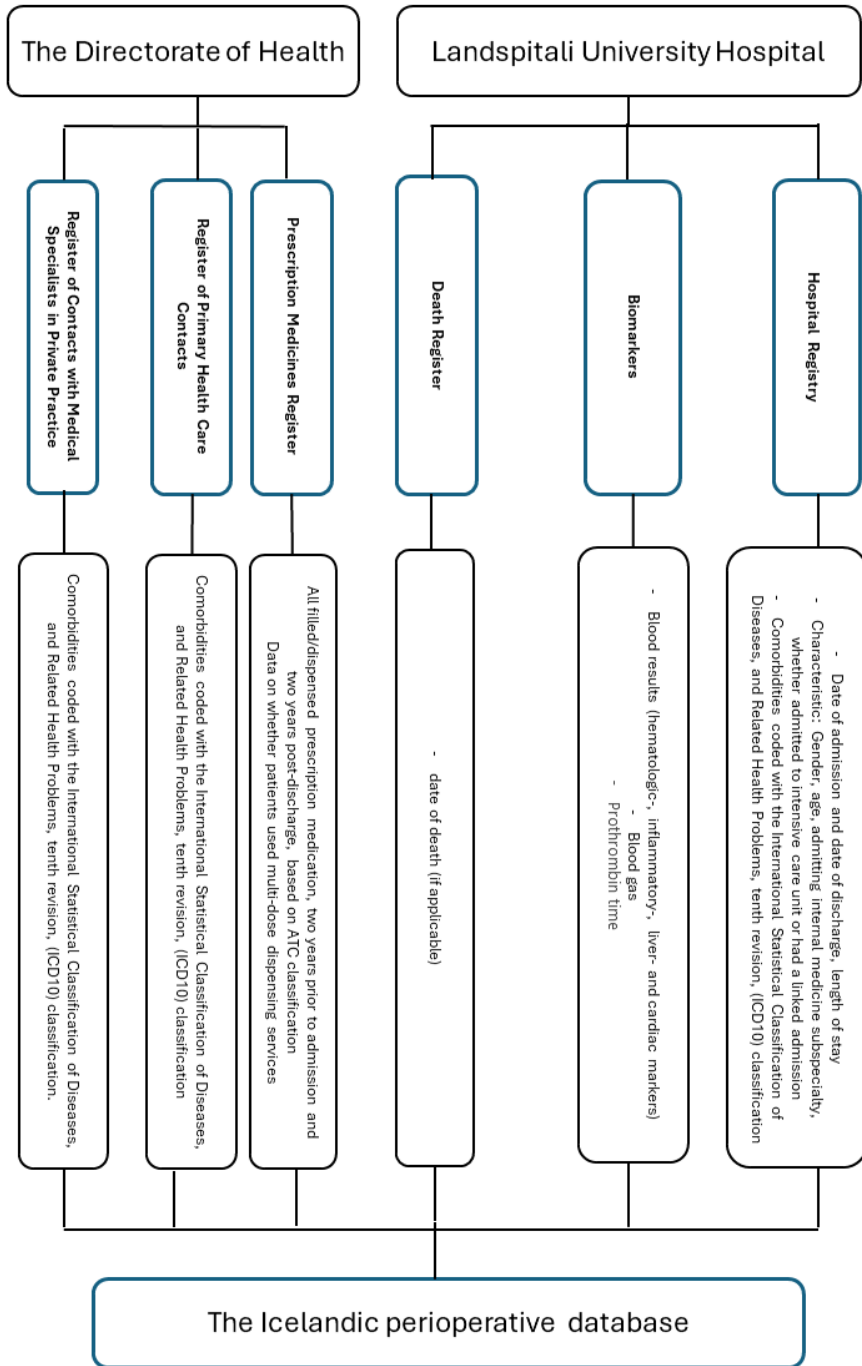 The Directorate of Health
Landspitali University Hospital
Register of Contacts with Medical
Specialists in Private Practice
Register of Primary Health Care
Contacts
Prescription Medicines Register
Death Register
Biomarkers
Hospital Registry
Comorbidities coded with the International Statistical Classification of Diseases,
and Related Health Problems, tenth revision, (ICD10) classification.
Comorbidities coded with the International Statistical Classification of Diseases,
and Related Health Problems, tenth revision, (ICD10) classification
All filled/dispensed prescription medication, two years prior to admission and
two years post-discharge, based on ATC classification
Data on whether patients used multi-dose dispensing services
- date of death (if applicable)
- Blood results (hematologic-, inflammatory-, liver- and cardiac markers)
- Blood gas
- Prothrombin time
- Date of admission and date of discharge, length of stay
- Characteristic: Gender, age, admitting internal medicine subspecialty,
whether admitted to intensive care unit or had a linked admission
- Comorbidities coded with the International Statistical Classification of
Diseases, and Related Health Problems, tenth revision, (ICD10) classification
The Icelandic perioperative database